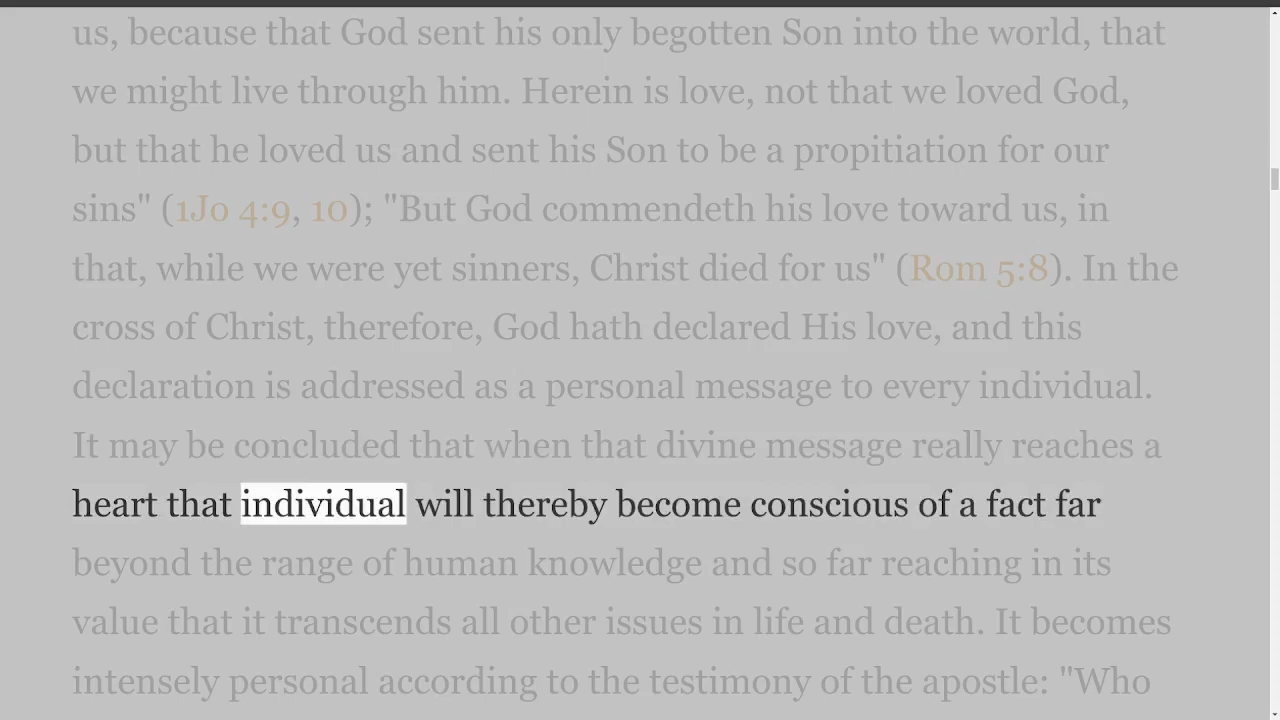 us, because that God sent his only begotten Son into the world, that
we might live through him. Herein is love, not that we loved God,
but that he loved us and sent his Son to be a propitiation for our
sins" (1Jo 4:9, 10); "But God commendeth his love toward us, in
that, while we were yet sinners, Christ died for us" (Rom 5:8). In the
cross of Christ, therefore, God hath declared His love, and this
declaration is addressed as a personal message to every individual.
It may be concluded that when that divine message really reaches a
heart that individual will thereby become conscious of a fact far
beyond the range of human knowledge and so far reaching in its
value that it transcends all other issues in life and death. It becomes
intensely personal according to the testimony of the apostle: "Who